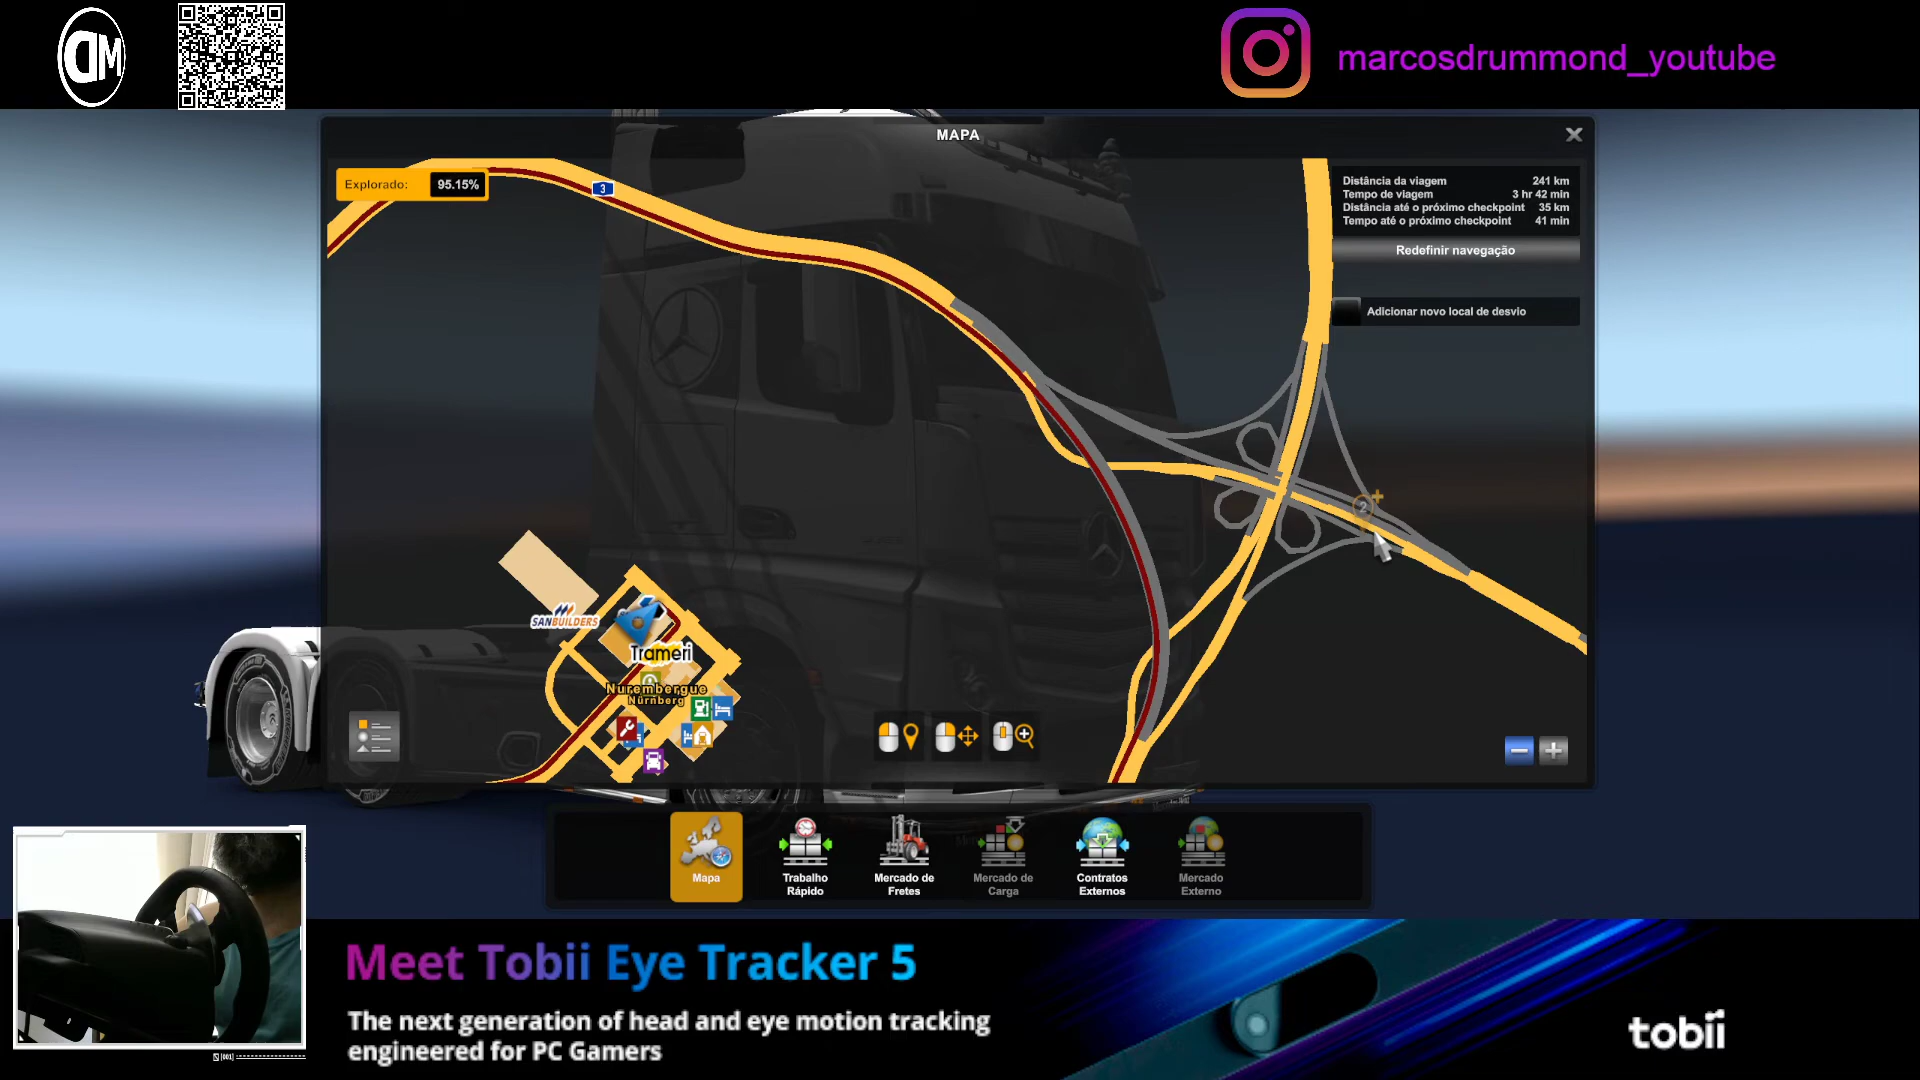 DM
marcosdrummond_youtube
MAPA
Explorado: 95.15%
3
Distância da viagem 241 km
Tempo de viagem 3 hr 42 min
Distância até o próximo checkpoint 35 km
Tempo até o próximo checkpoint 41 min
Redefinir navegação
Adicionar novo local de desvio
2
SANBUILDERS
Trameri
Nurembergue
Nürnberg
Mapa
Trabalho
Rápido
Mercado de
Fretes
Mercado de
Carga
Contratos
Externos
Mercado
Externo
Meet Tobii Eye Tracker 5
The next generation of head and eye motion tracking
engineered for PC Gamers
tobii